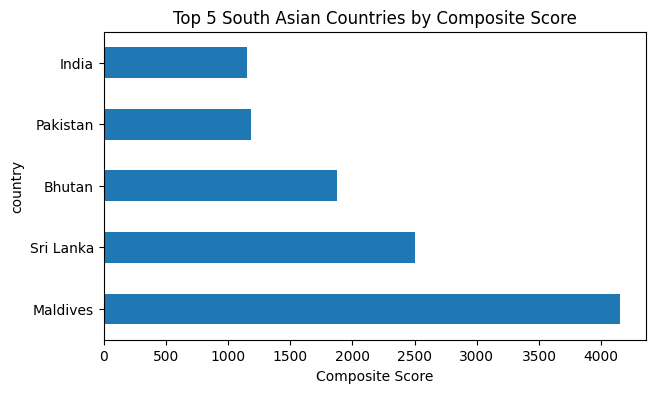 Top 5 South Asian Countries by Composite Score
India
Pakistan
Bhutan
Sri Lanka
Maldives
country
0 500 1000 1500 2000 2500 3000 3500 4000
Composite Score